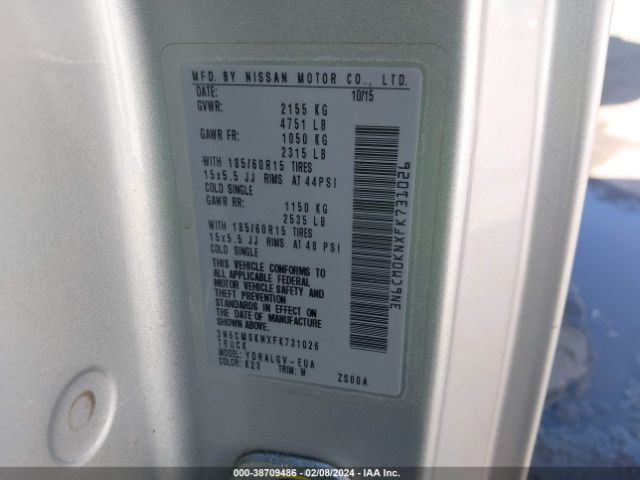 MFD. BY NISSAN MOTOR CO., LTD.
DATE: 10/15
GVWR: 2155 KG
4751 LB
GAWR FR: 1050 KG
2315 LB
WITH 185/60R15 TIRES
15x5.5 JJ RIMS AT 44PSI
COLD SINGLE
GAWR RR: 1150 KG
2535 LB
WITH 185/60R15 TIRES
15x5.5 JJ RIMS AT 48 PSI
COLD SINGLE
THIS VEHICLE CONFORMS TO
ALL APPLICABLE FEDERAL
MOTOR VEHICLE SAFETY AND
THEFT PREVENTION
STANDARDS IN EFFECT ON
THE DATE OF MANUFACTURE
SHOWN ABOVE.
3N6CM0KNXFK731026
TRUCK
MODEL: YDRALGV-EUA
COLOR: K23 TRIM: W ZS00A
3N6CM0KNXFK731026
000-38709486 - 02/08/2024 - IAA Inc.